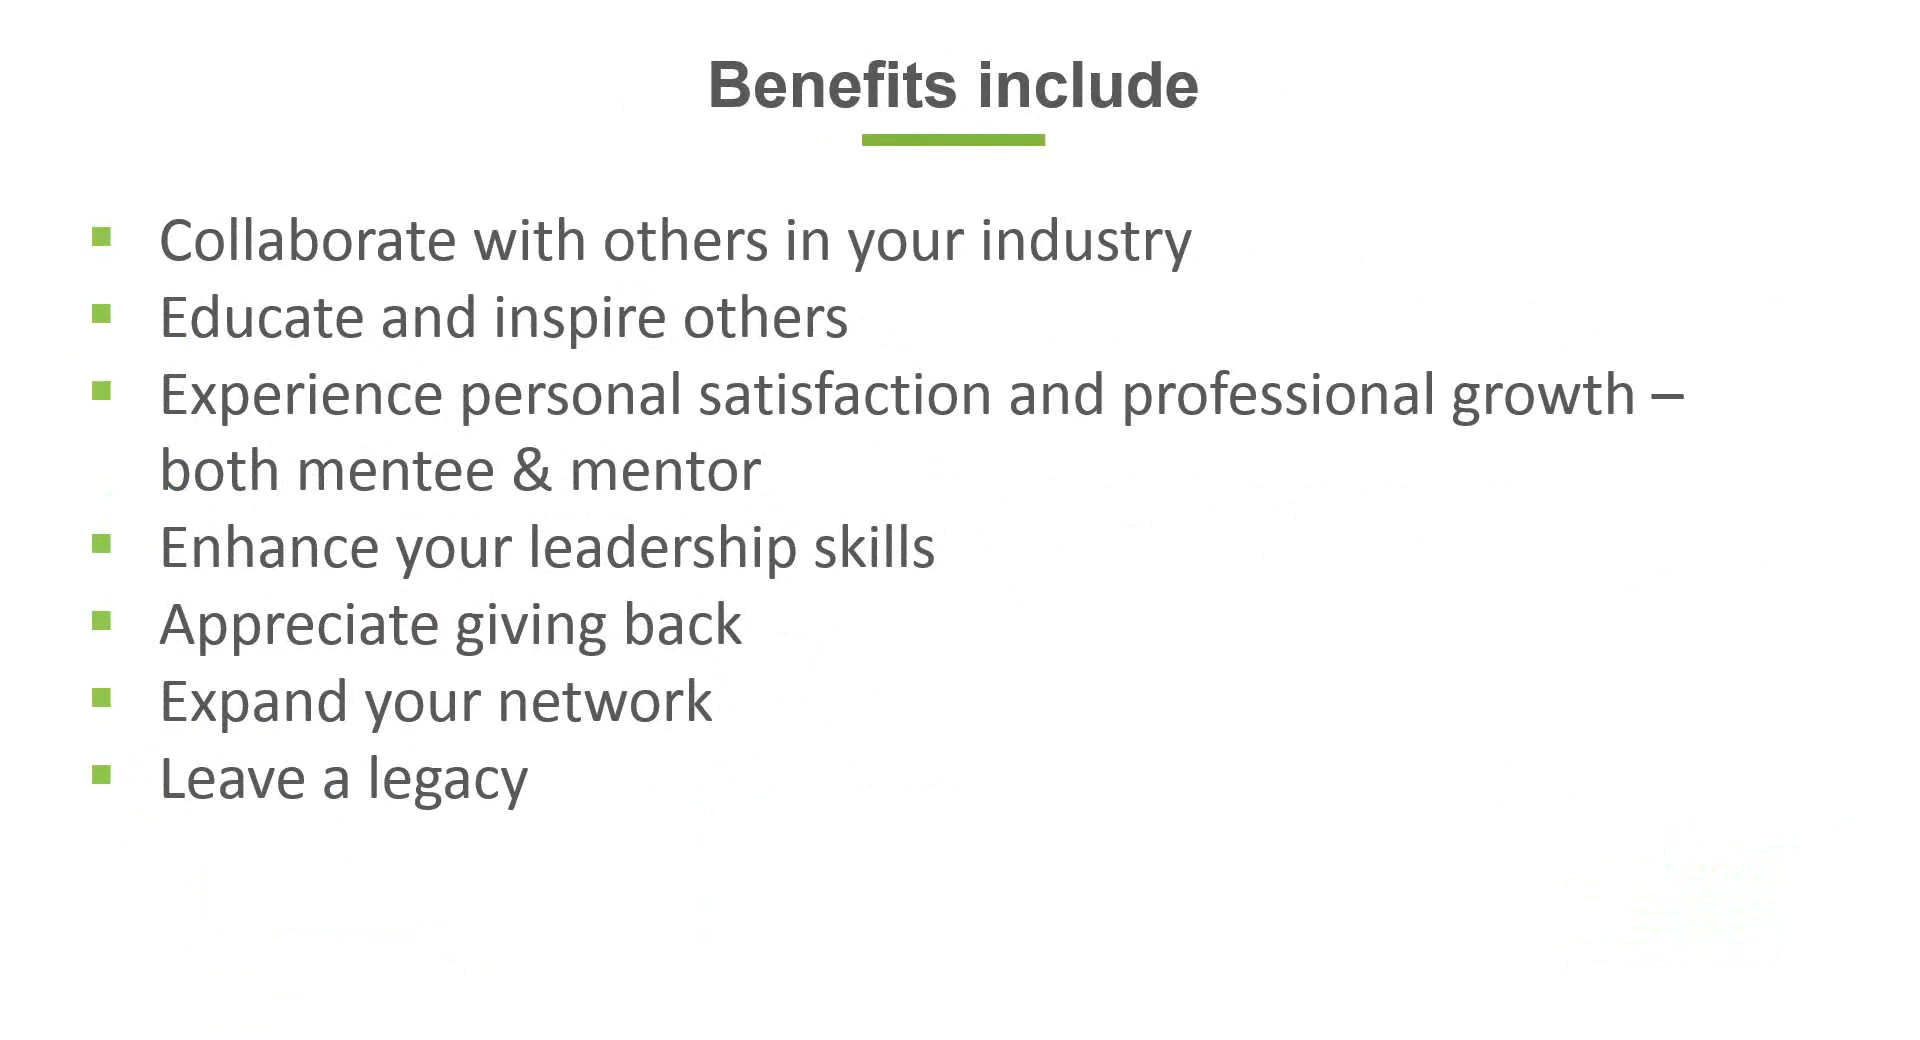 Benefits include
Collaborate with others in your industry
Educate and inspire others
Experience personal satisfaction and professional growth –
both mentee & mentor
Enhance your leadership skills
Appreciate giving back
Expand your network
Leave a legacy